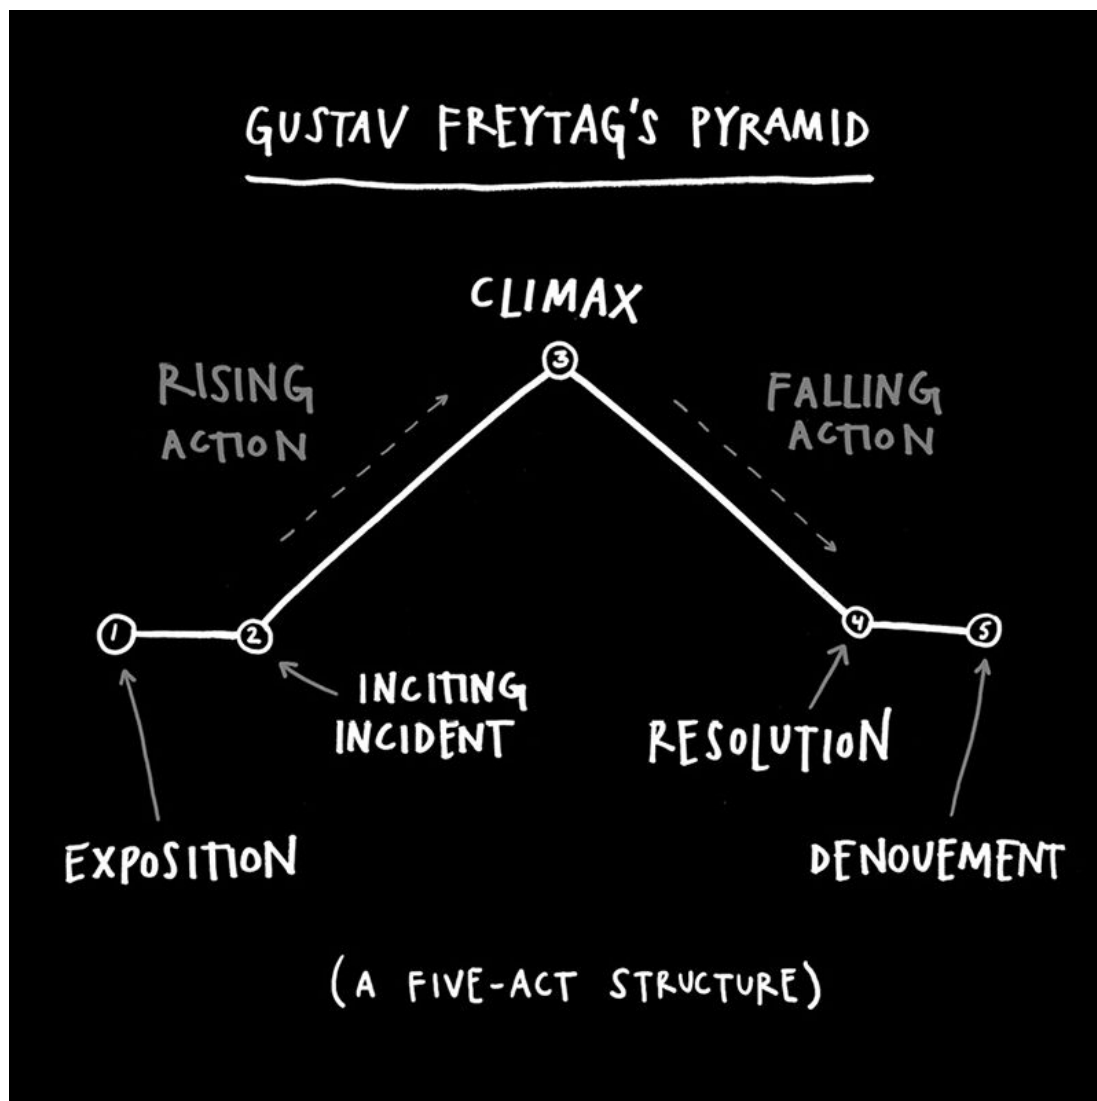 GUSTAV FREYTAG'S PYRAMID
CLIMAX
3
RISING
ACTION
FALLING
ACTION
1
2
4
5
INCITING
INCIDENT
RESOLUTION
EXPOSITION
DENOUEMENT
(A FIVE-ACT STRUCTURE)